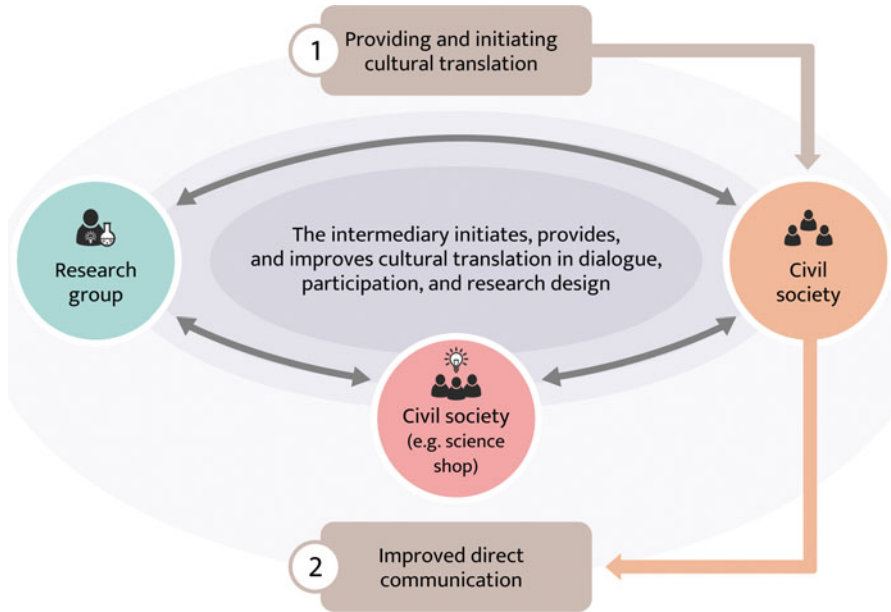 1
Providing and initiating
cultural translation
The intermediary initiates, provides,
and improves cultural translation in dialogue,
participation, and research design
Research
group
Civil
society
Civil society
(e.g. science
shop)
2
Improved direct
communication